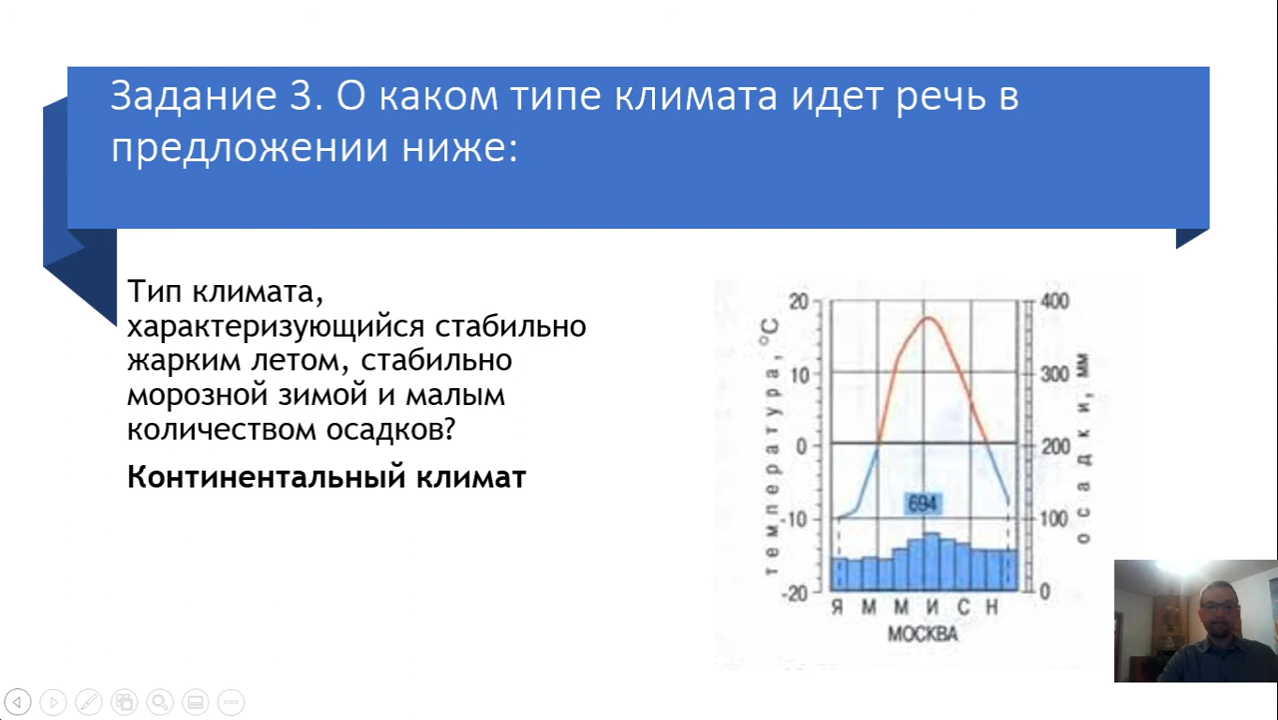 Задание 3. О каком типе климата идет речь в
предложении ниже:
Тип климата,
характеризующийся стабильно
жарким летом, стабильно
морозной зимой и малым
количеством осадков?
Континентальный климат
температура, °C
20
10
0
-10
-20
694
400
300
200
100
0
осадки, мм
Я М М И С Н
МОСКВА